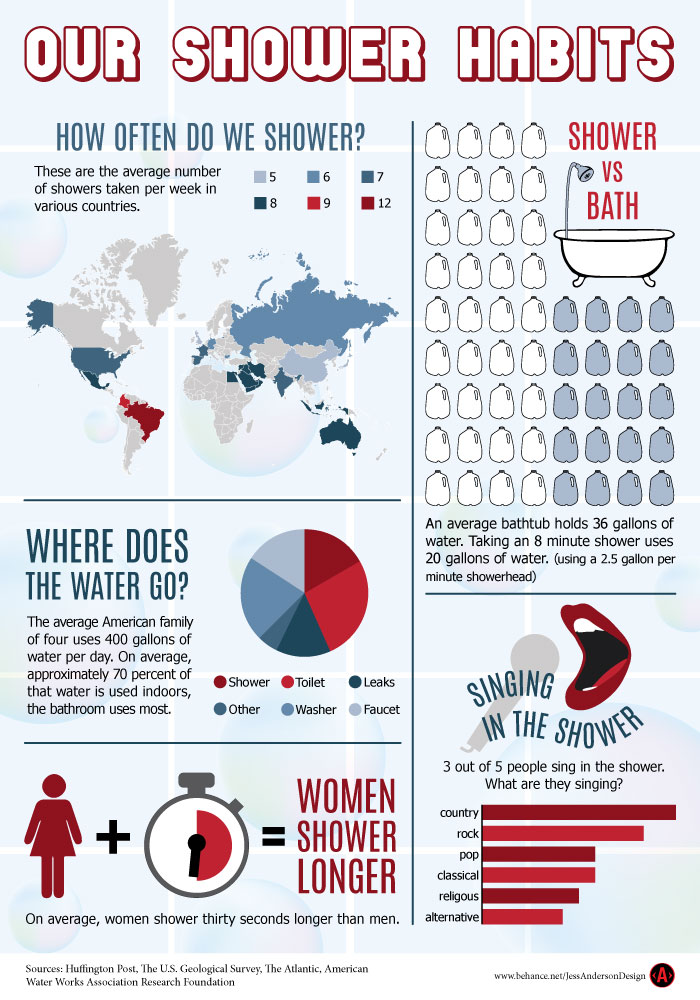 OUR SHOWER HABITS
HOW OFTEN DO WE SHOWER?
These are the average number
of showers taken per week in
various countries.
5 6 7
8 9 12
SHOWER
VS
BATH
An average bathtub holds 36 gallons of
water. Taking an 8 minute shower uses
20 gallons of water. (using a 2.5 gallon per
minute showerhead)
WHERE DOES
THE WATER GO?
The average American family
of four uses 400 gallons of
water per day. On average,
approximately 70 percent of
that water is used indoors,
the bathroom uses most.
Shower Toilet Leaks
Other Washer Faucet
SINGING
IN THE SHOWER
3 out of 5 people sing in the shower.
What are they singing?
country
rock
pop
classical
religous
alternative
+
=
WOMEN
SHOWER
LONGER
On average, women shower thirty seconds longer than men.
Sources: Huffington Post, The U.S. Geological Survey, The Atlantic, American
Water Works Association Research Foundation
www.behance.net/JessAndersonDesign
A